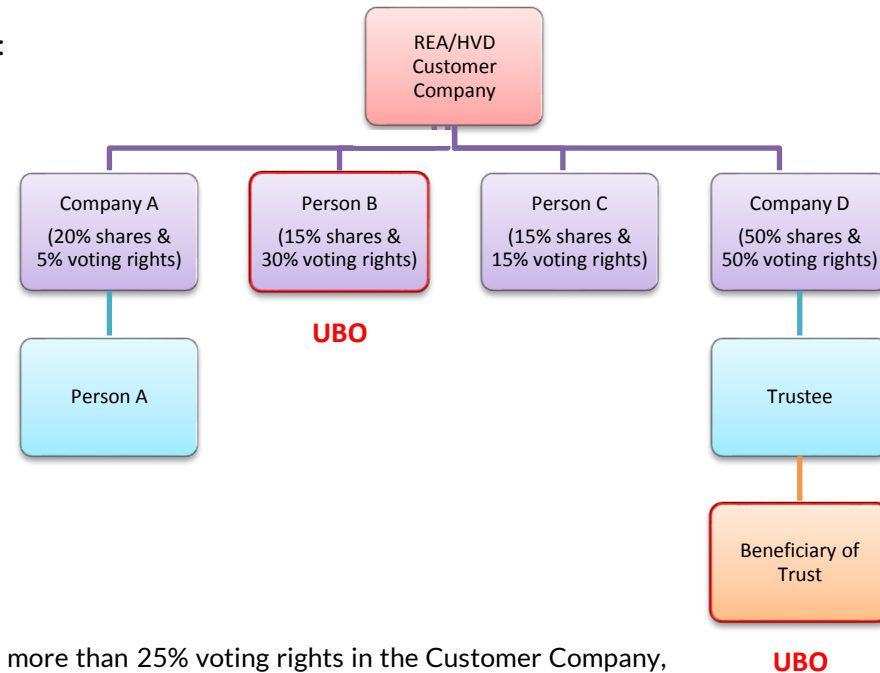 :
REA/HVD
Customer
Company
Company A
(20% shares &
5% voting rights)
Person B
(15% shares &
30% voting rights)
Person C
(15% shares &
15% voting rights)
Company D
(50% shares &
50% voting rights)
UBO
Person A
Trustee
Beneficiary of
Trust
more than 25% voting rights in the Customer Company,
UBO